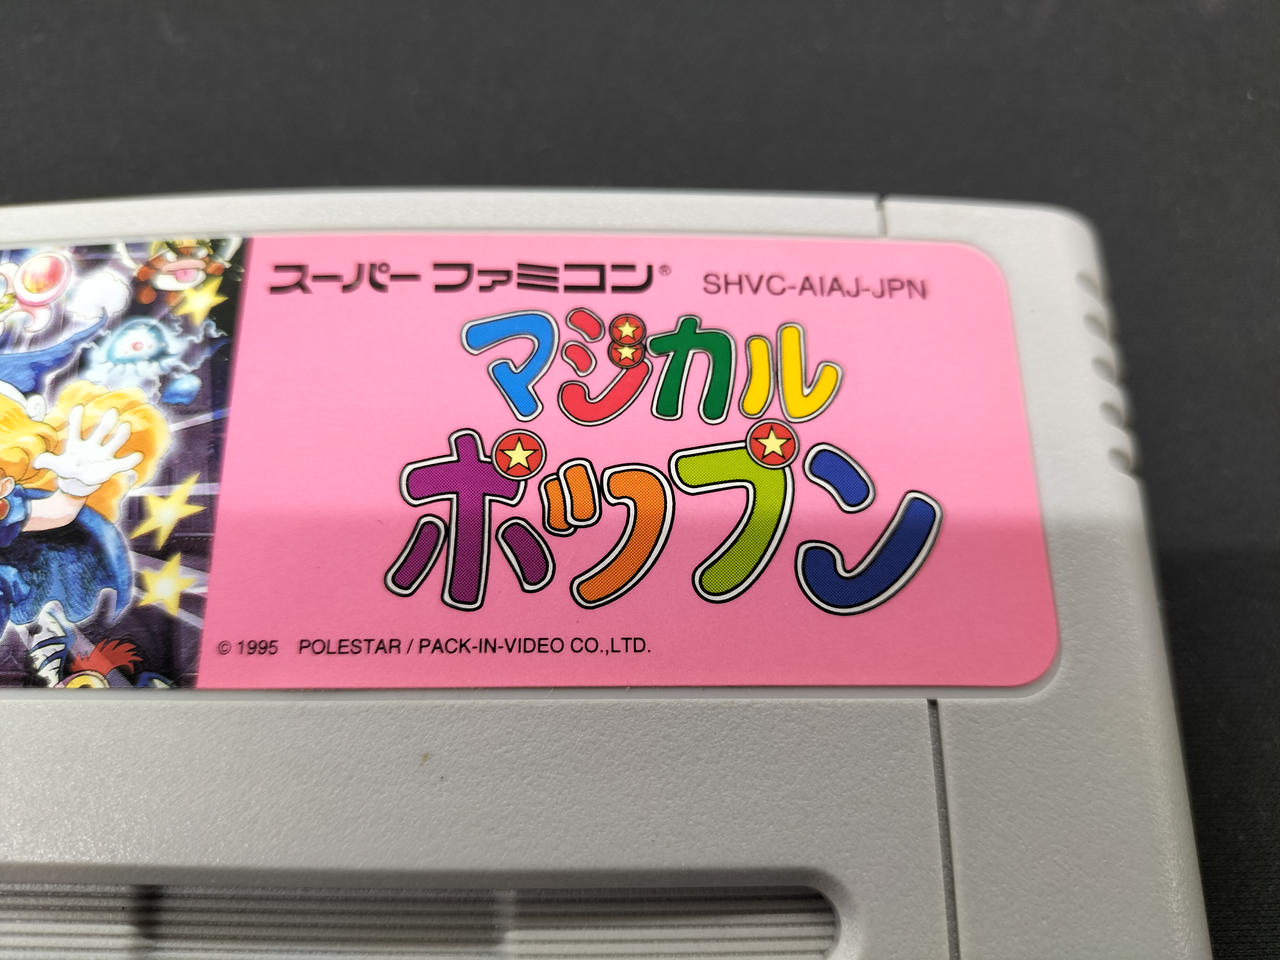 スーパーファミコン® SHVC-AIAJ-JPN
マジカル
ポップン
© 1995 POLESTAR / PACK-IN-VIDEO CO.,LTD.